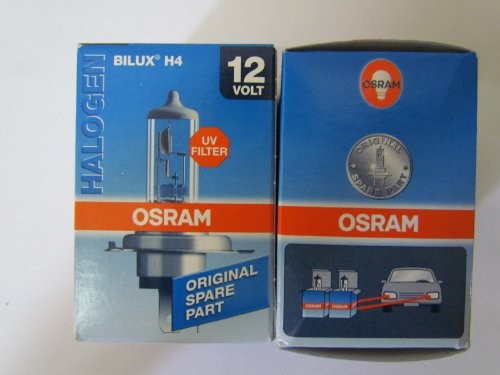 HALOGEN
BILUX® H4
12
VOLT
UV
FILTER
OSRAM
ORIGINAL
SPARE
PART
OSRAM
ORIGINAL
SPARE PART
OSRAM
OSRAM
OSRAM